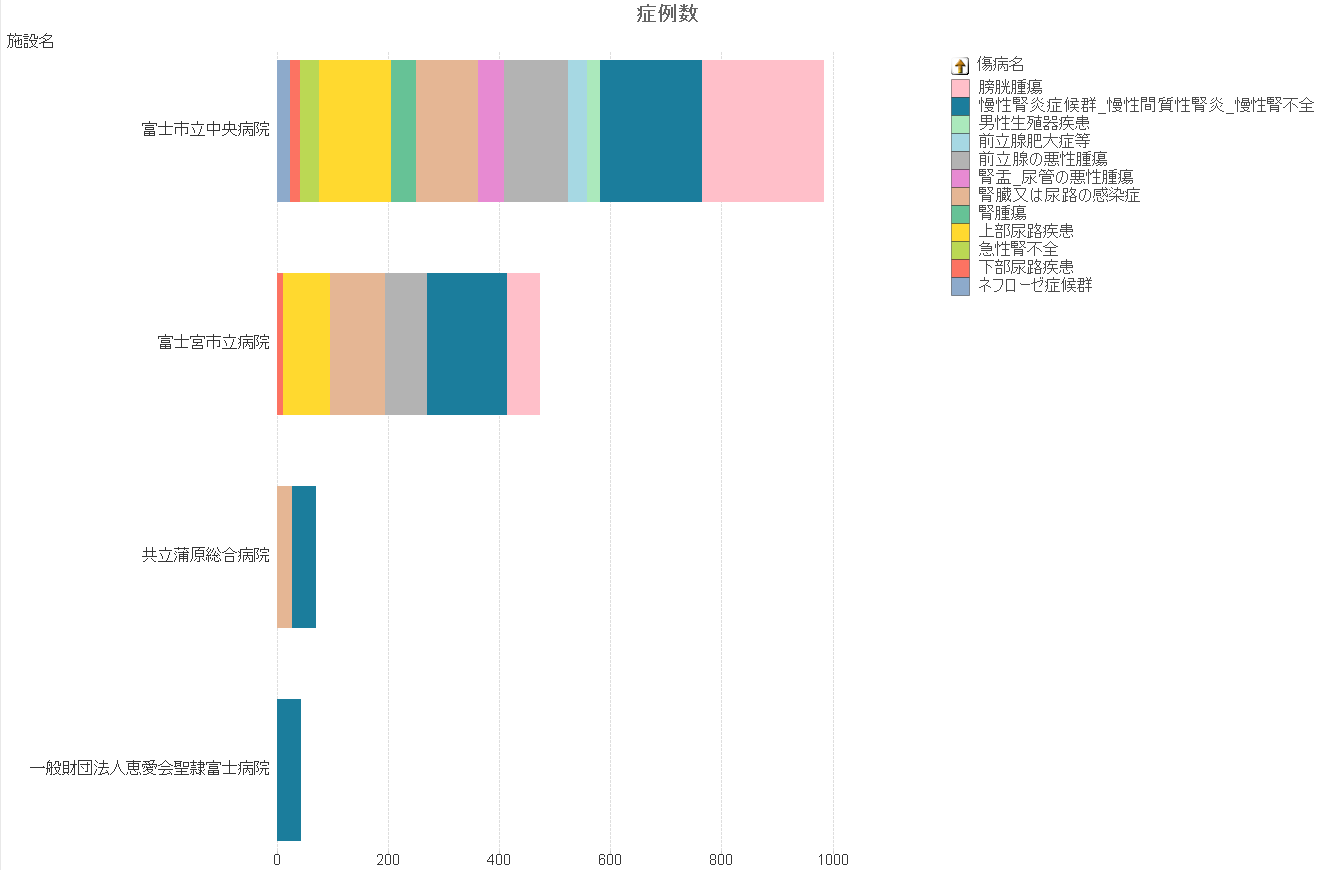 症例数
施設名
富士市立中央病院
富士宮市立病院
共立蒲原総合病院
一般財団法人恵愛会聖隷富士病院
0 200 400 600 800 1000
傷病名
膀胱腫瘍
慢性腎炎症候群_慢性間質性腎炎_慢性腎不全
男性生殖器疾患
前立腺肥大症等
前立腺の悪性腫瘍
腎盂_尿管の悪性腫瘍
腎臓又は尿路の感染症
腎腫瘍
上部尿路疾患
急性腎不全
下部尿路疾患
ネフローゼ症候群